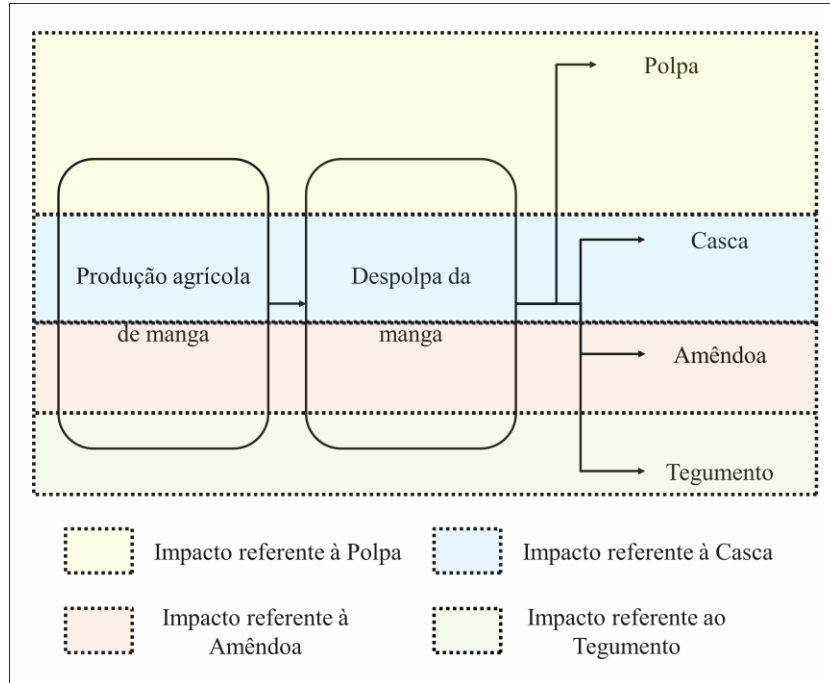 Polpa
Casca
Produção agrícola
de manga
Despolpa da
manga
Amêndoa
Tegumento
Impacto referente à Polpa
Impacto referente à Casca
Impacto referente à
Amêndoa
Impacto referente ao
Tegumento